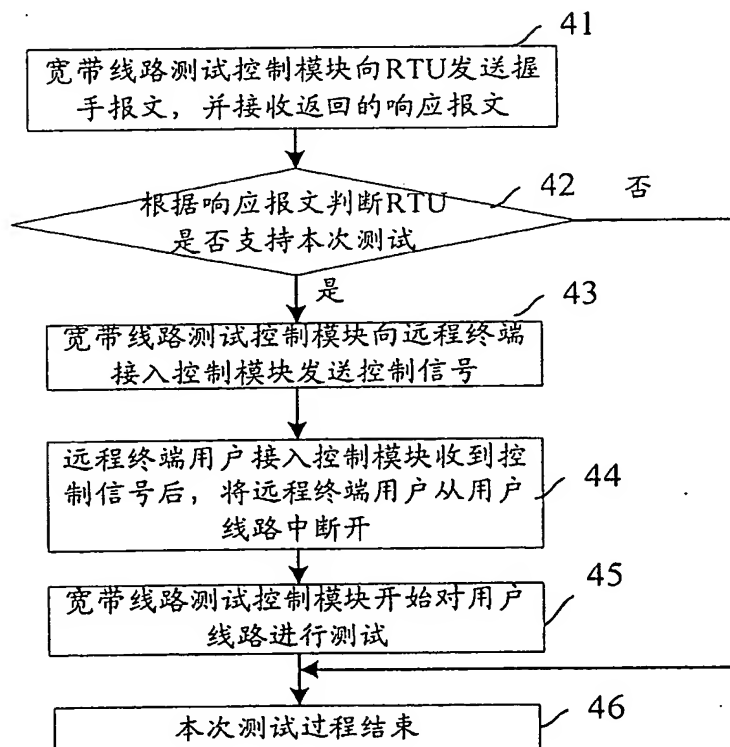 41
宽带线路测试控制模块向RTU发送握
手报文，并接收返回的响应报文
42
否
根据响应报文判断RTU
是否支持本次测试
是
43
宽带线路测试控制模块向远程终端
接入控制模块发送控制信号
远程终端用户接入控制模块收到控
制信号后，将远程终端用户从用户
线路中断开
44
45
宽带线路测试控制模块开始对用户
线路进行测试
本次测试过程结束
46